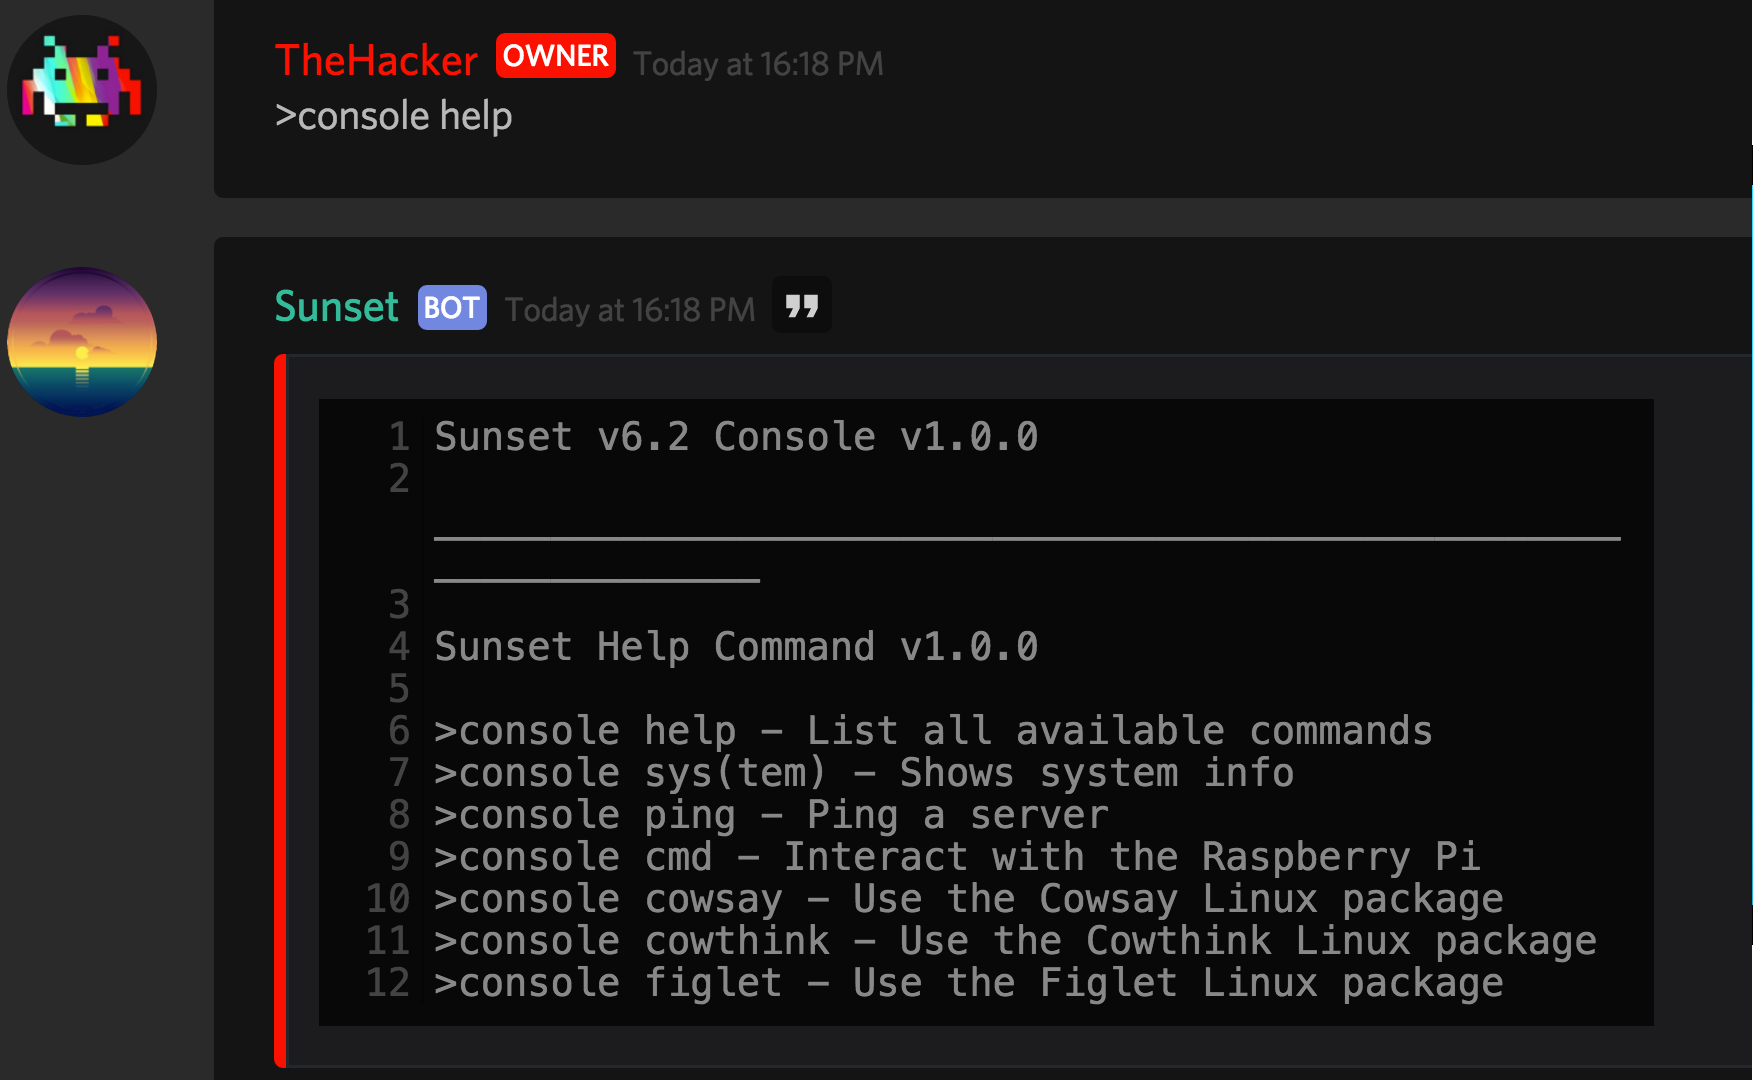 TheHacker OWNER Today at 16:18 PM
>console help
Sunset BOT Today at 16:18 PM
1 Sunset v6.2 Console v1.0.0
2
3
4 Sunset Help Command v1.0.0
5
6 >console help – List all available commands
7 >console sys(tem) – Shows system info
8 >console ping – Ping a server
9 >console cmd – Interact with the Raspberry Pi
10 >console cowsay – Use the Cowsay Linux package
11 >console cowthink – Use the Cowthink Linux package
12 >console figlet – Use the Figlet Linux package